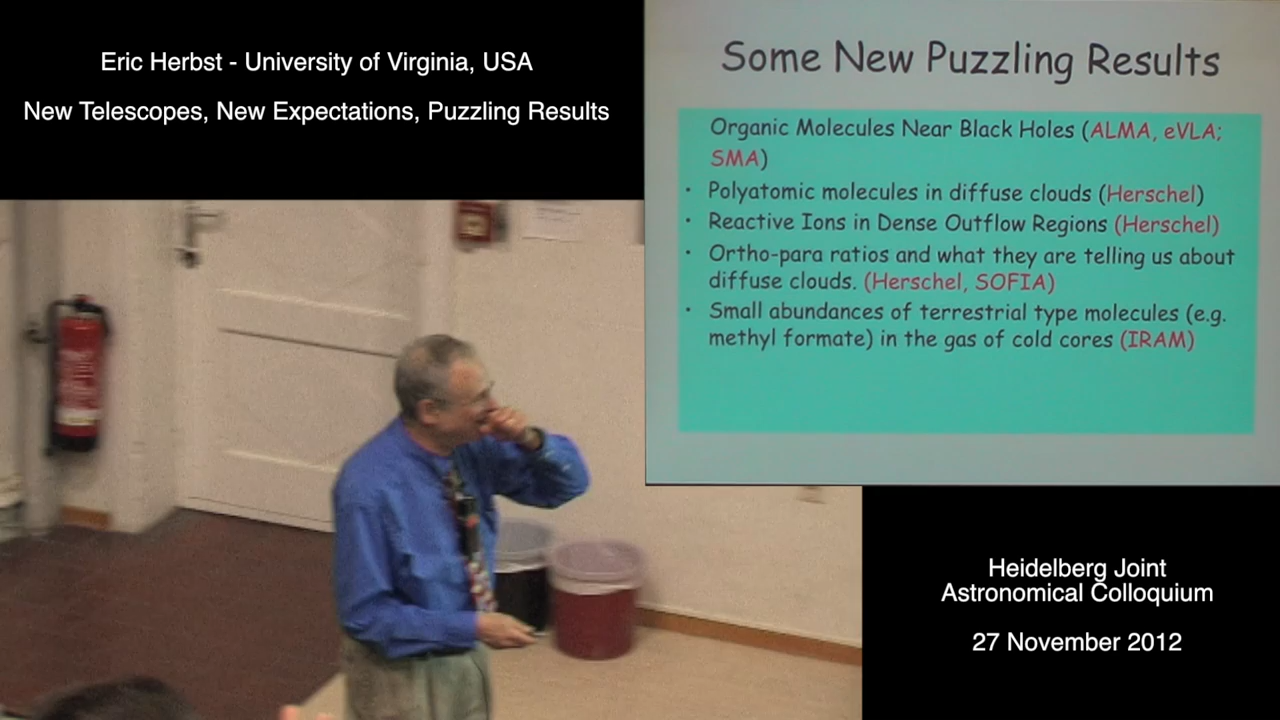 Eric Herbst - University of Virginia, USA
New Telescopes, New Expectations, Puzzling Results
Some New Puzzling Results
Organic Molecules Near Black Holes (ALMA, eVLA;
SMA)
• Polyatomic molecules in diffuse clouds (Herschel)
• Reactive Ions in Dense Outflow Regions (Herschel)
• Ortho-para ratios and what they are telling us about
diffuse clouds. (Herschel, SOFIA)
• Small abundances of terrestrial type molecules (e.g.
methyl formate) in the gas of cold cores (IRAM)
Heidelberg Joint
Astronomical Colloquium
27 November 2012